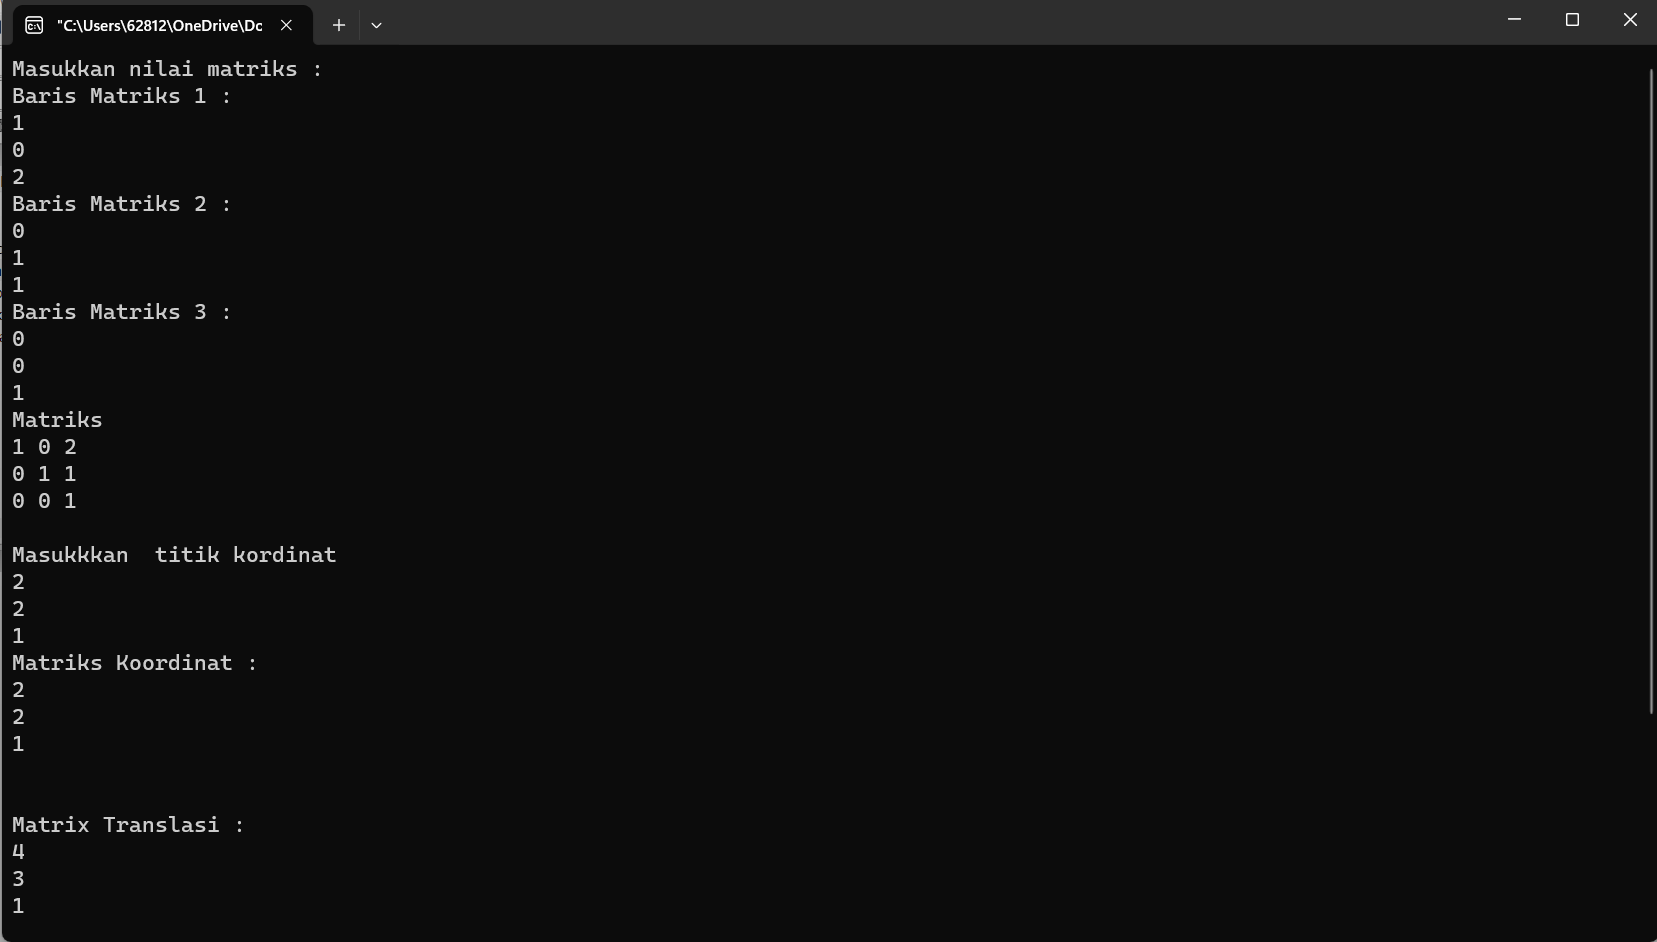 "C:\Users\62812\OneDrive\Dc
Masukkan nilai matriks :
Baris Matriks 1 :
1
0
2
Baris Matriks 2 :
0
1
1
Baris Matriks 3 :
0
0
1
Matriks
1 0 2
0 1 1
0 0 1
Masukkkan  titik kordinat
2
2
1
Matriks Koordinat :
2
2
1
Matrix Translasi :
4
3
1